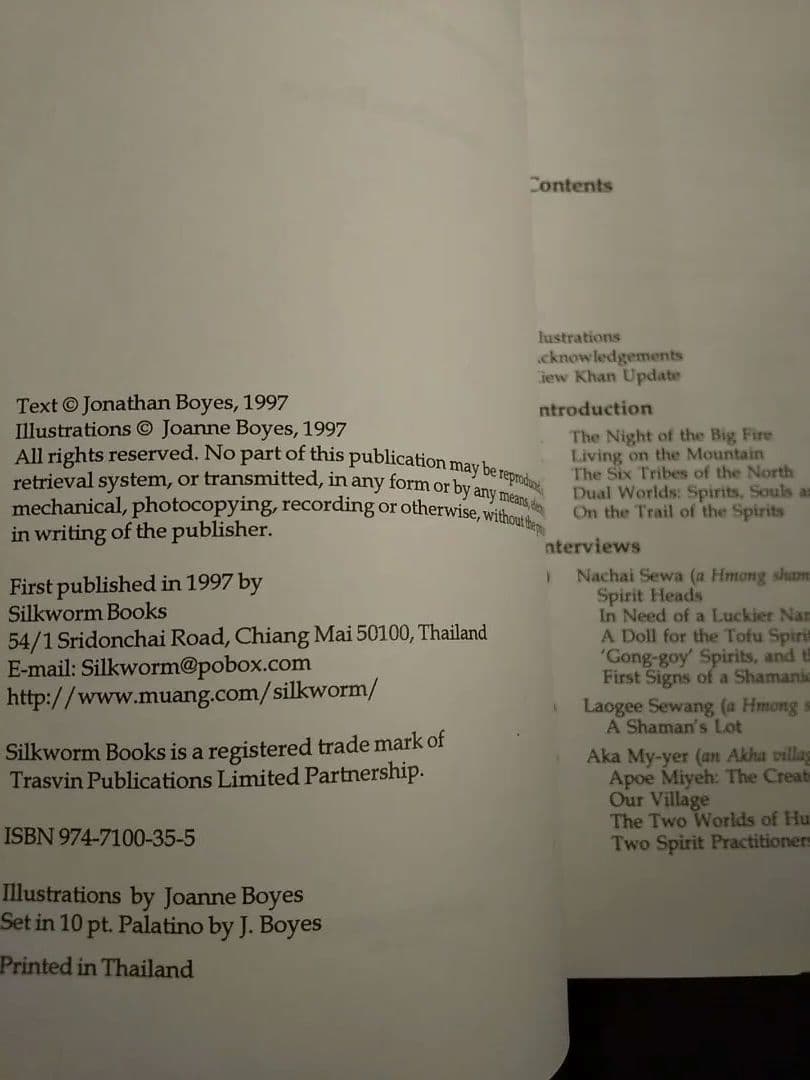 Text © Jonathan Boyes, 1997
Illustrations © Joanne Boyes, 1997
All rights reserved. No part of this publication may be
retrieval system, or transmitted, in any form or by any means,
mechanical, photocopying, recording or otherwise, without the
in writing of the publisher.
First published in 1997 by
Silkworm Books
54/1 Sridonchai Road, Chiang Mai 50100, Thailand
E-mail: Silkworm@pobox.com
http://www.muang.com/silkworm/
Silkworm Books is a registered trade mark of
Trasvin Publications Limited Partnership.
ISBN 974-7100-35-5
Illustrations by Joanne Boyes
Set in 10 pt. Palatino by J. Boyes
Printed in Thailand
Contents
lustrations
cknowledgements
iew Khan Update
ntroduction
The Night of the Big Fire
Living on the Mountain
The Six Tribes of the North
Dual Worlds: Spirits, Souls a
On the Trail of the Spirits
nterviews
Nachai Sewa (a Hmong sham
Spirit Heads
In Need of a Luckier Na
A Doll for the Tofu Spiri
'Gong-goy' Spirits, and t
First Signs of a Shamani
Laogee Sewang (a Hmong s
A Shaman's Lot
Aka My-yer (an Akha villag
Apoe Miyeh: The Creat
Our Village
The Two Worlds of Hu
Two Spirit Practitioner